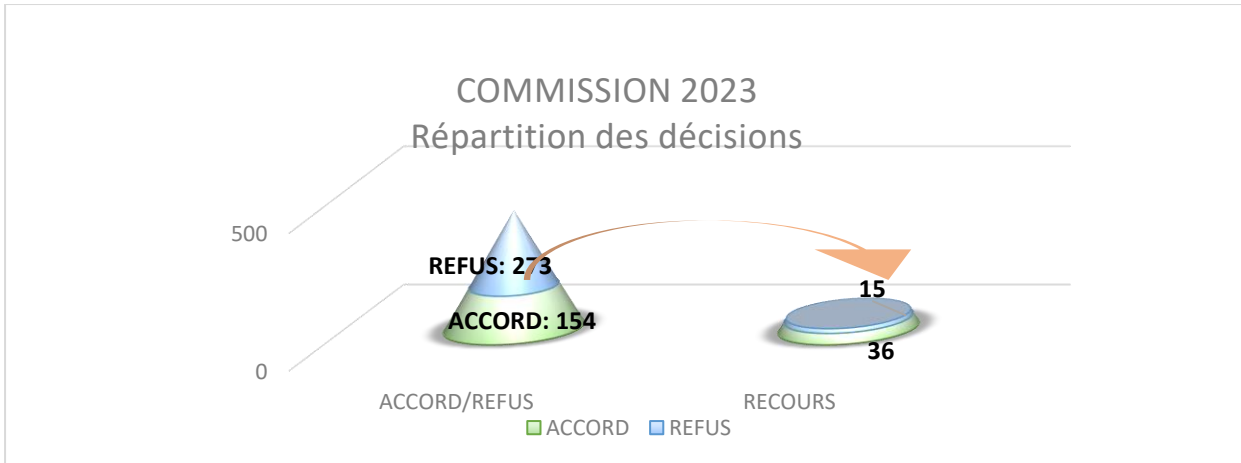 COMMISSION 2023
Répartition des décisions
500
0
REFUS: 273
ACCORD: 154
15
36
ACCORD/REFUS
RECOURS
ACCORD
REFUS